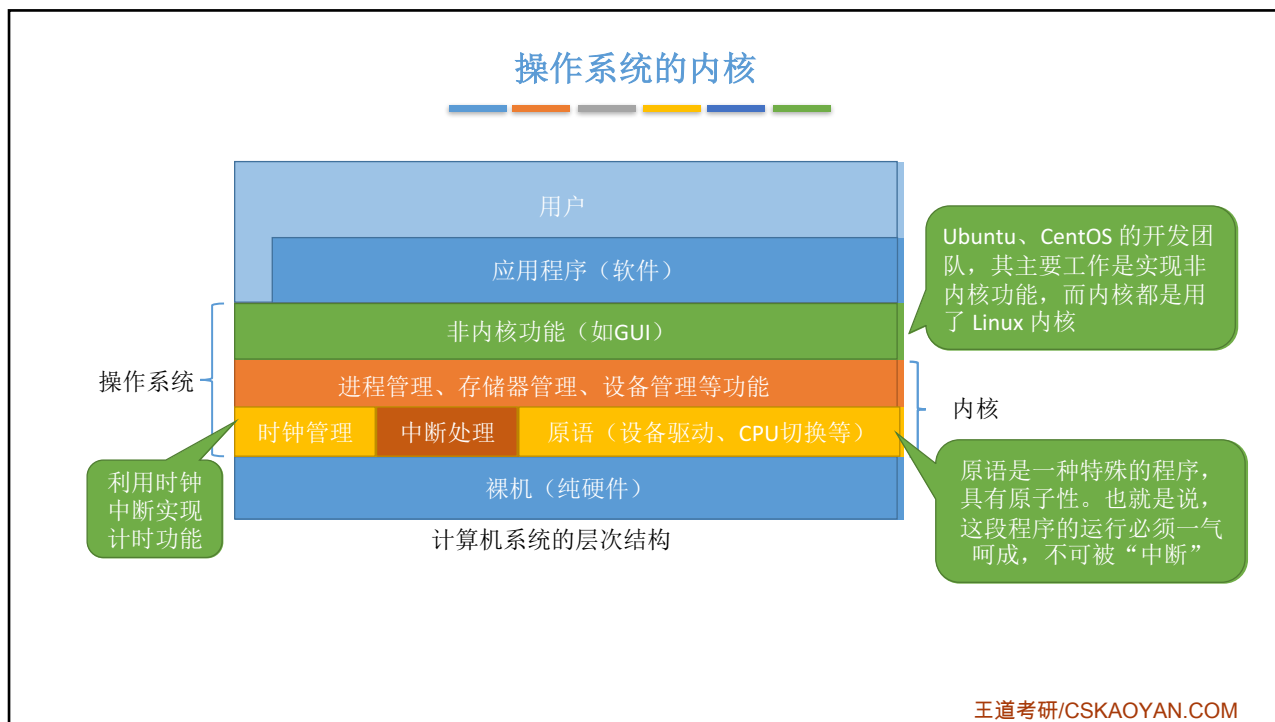 操作系统的内核
用户
应用程序（软件）
非内核功能（如GUI）
进程管理、存储器管理、设备管理等功能
时钟管理
中断处理
原语（设备驱动、CPU切换等）
裸机（纯硬件）
计算机系统的层次结构
操作系统
内核
利用时钟
中断实现
计时功能
Ubuntu、CentOS 的开发团
队，其主要工作是实现非
内核功能，而内核都是用
了 Linux 内核
原语是一种特殊的程序，
具有原子性。也就是说，
这段程序的运行必须一气
呵成，不可被“中断”
王道考研/CSKAOYAN.COM